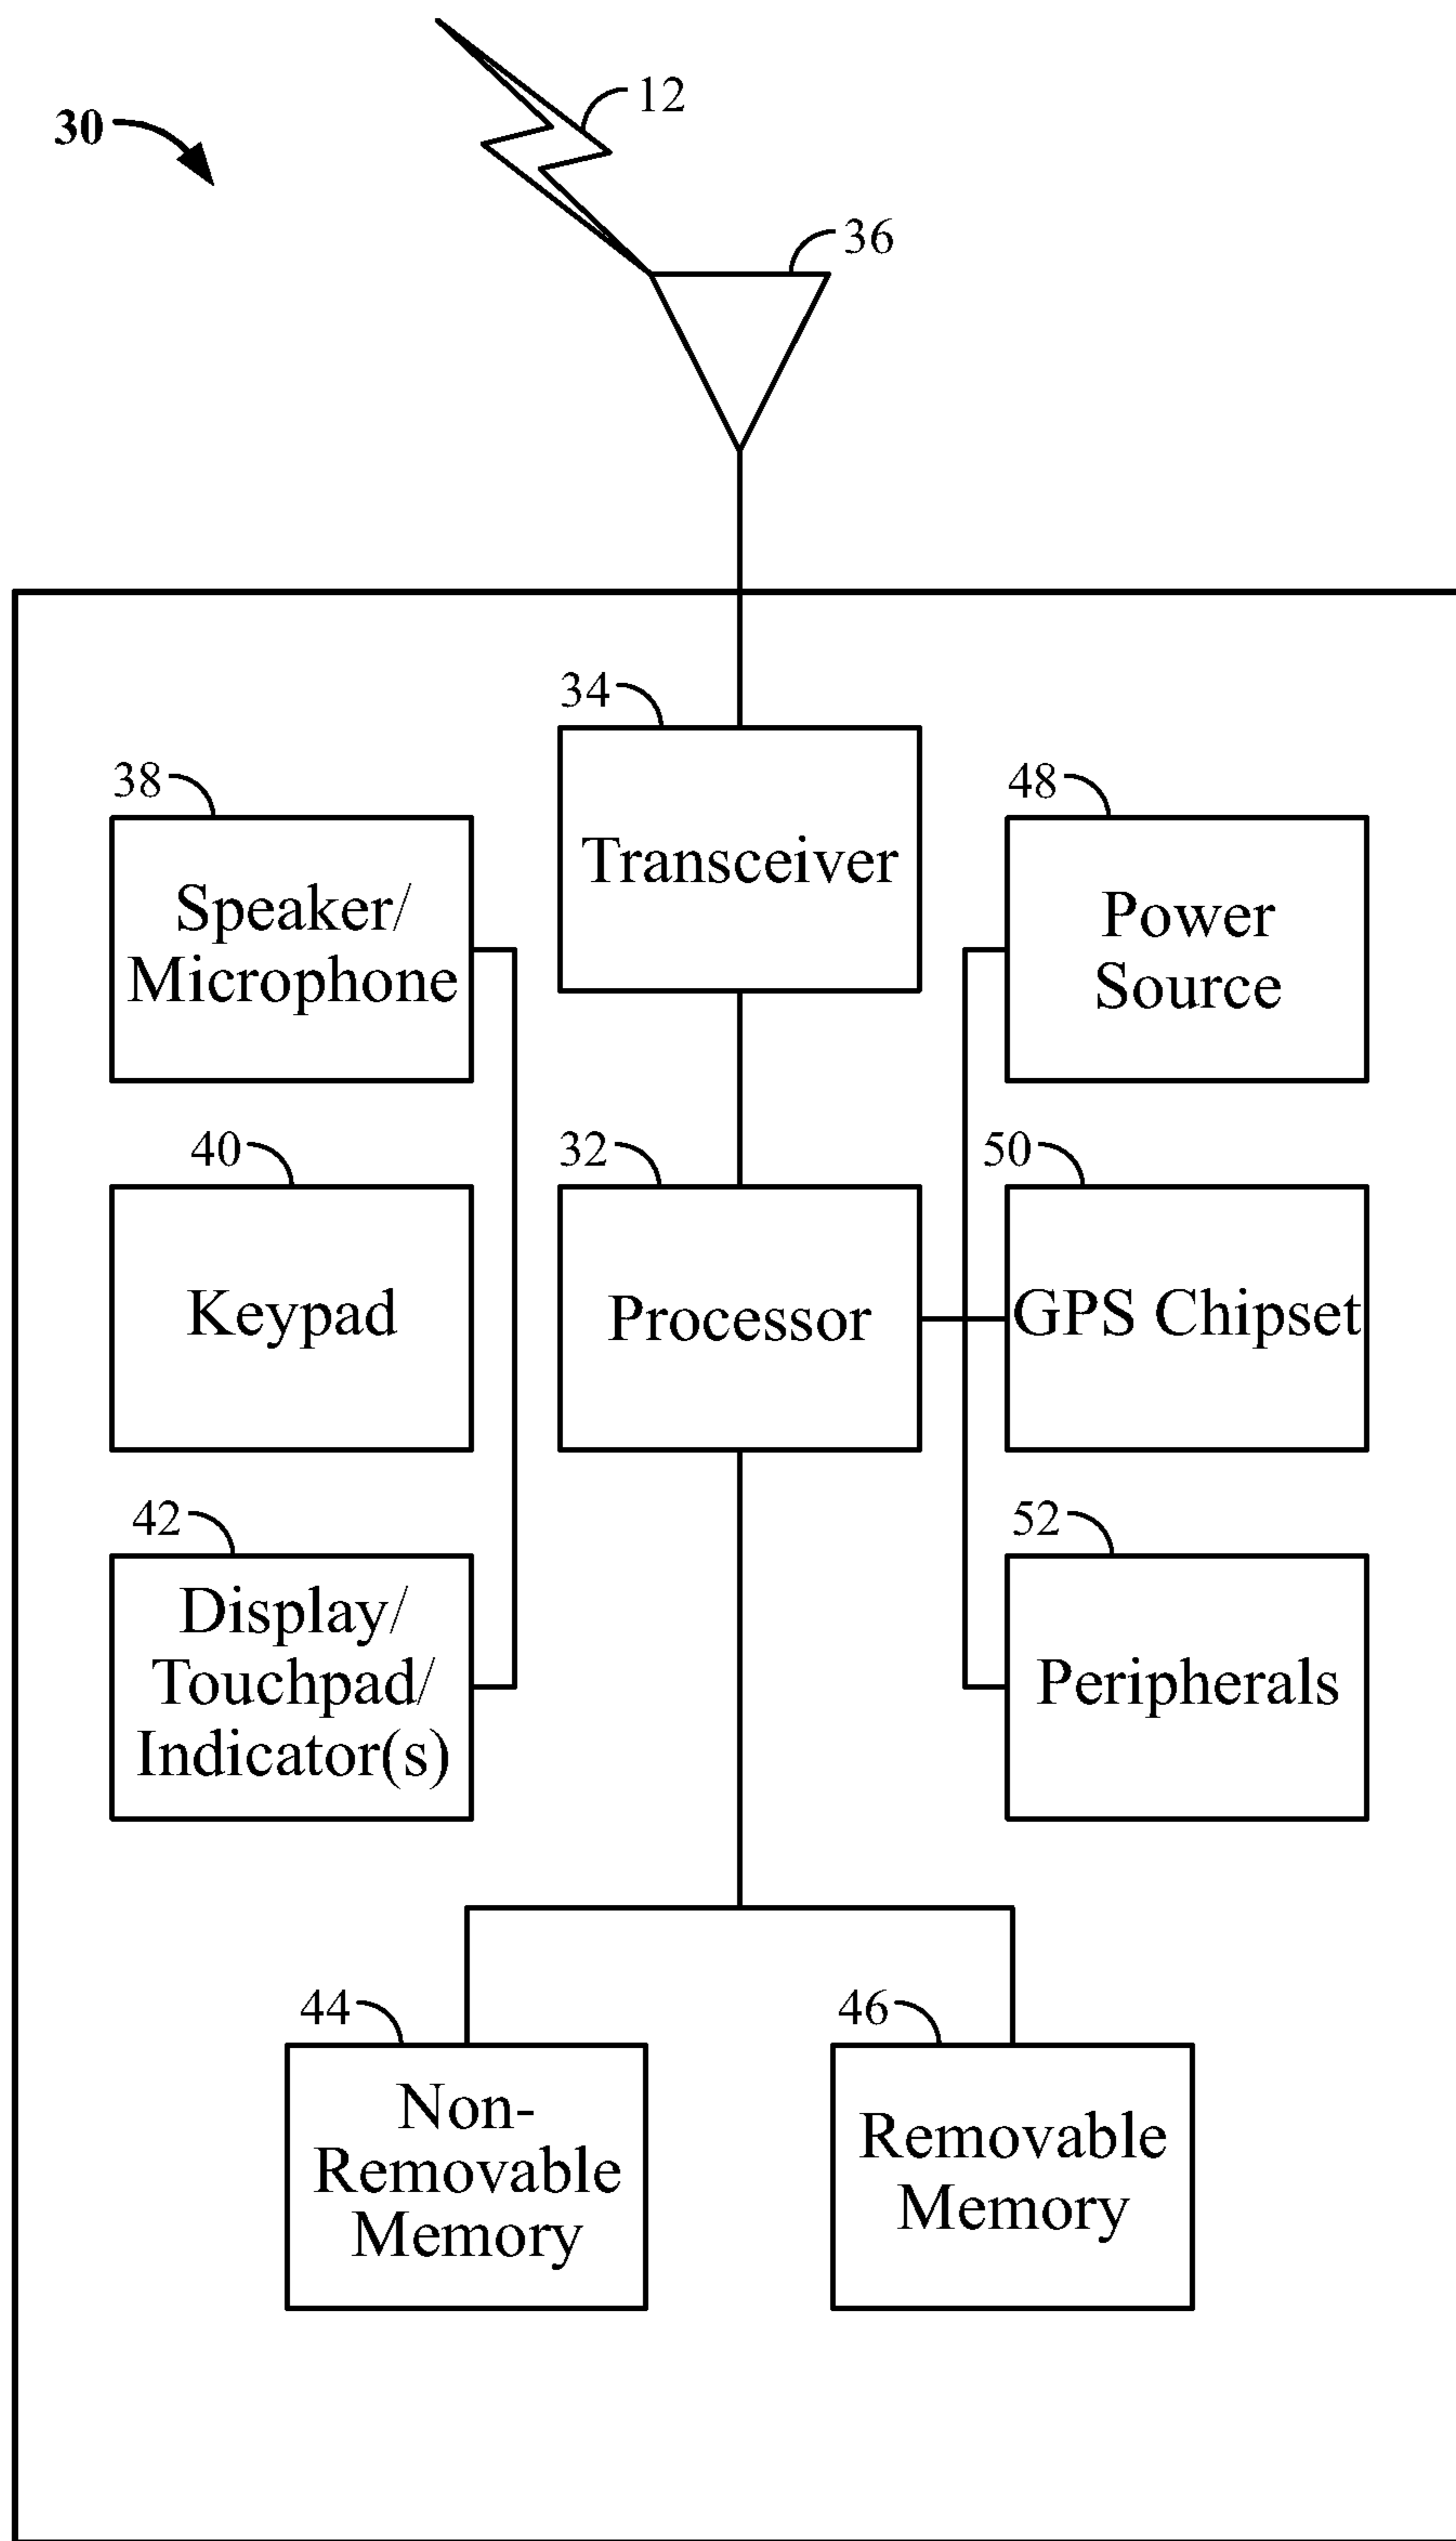 12
30
36
34
Transceiver
38
Speaker/
Microphone
48
Power
Source
40
Keypad
32
Processor
50
GPS Chipset
42
Display/
Touchpad/
Indicator(s)
52
Peripherals
44
Non-
Removable
Memory
46
Removable
Memory